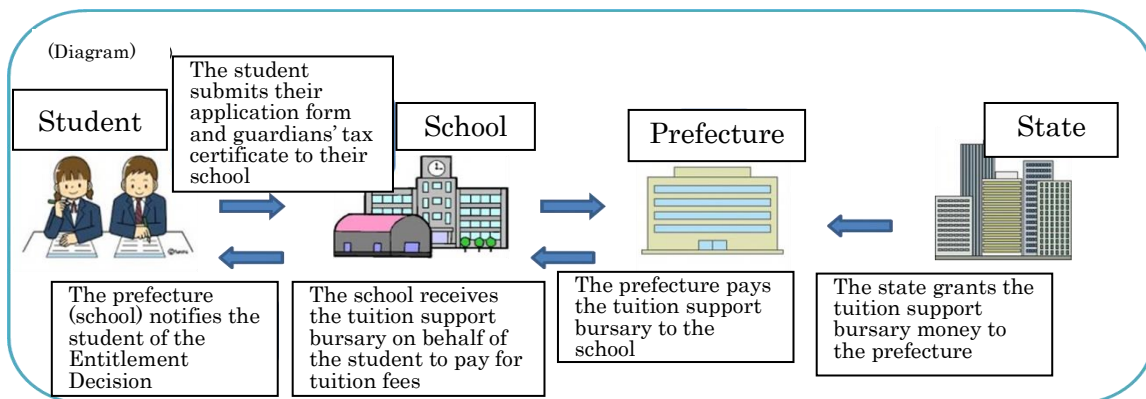 (Diagram)
The student
submits their
application form
and guardians' tax
certificate to their
school
Student
School
Prefecture
State
The prefecture
(school) notifies the
student of the
Entitlement
Decision
The school receives
the tuition support
bursary on behalf of
the student to pay for
tuition fees
The prefecture pays
the tuition support
bursary to the
school
The state grants the
tuition support
bursary money to
the prefecture